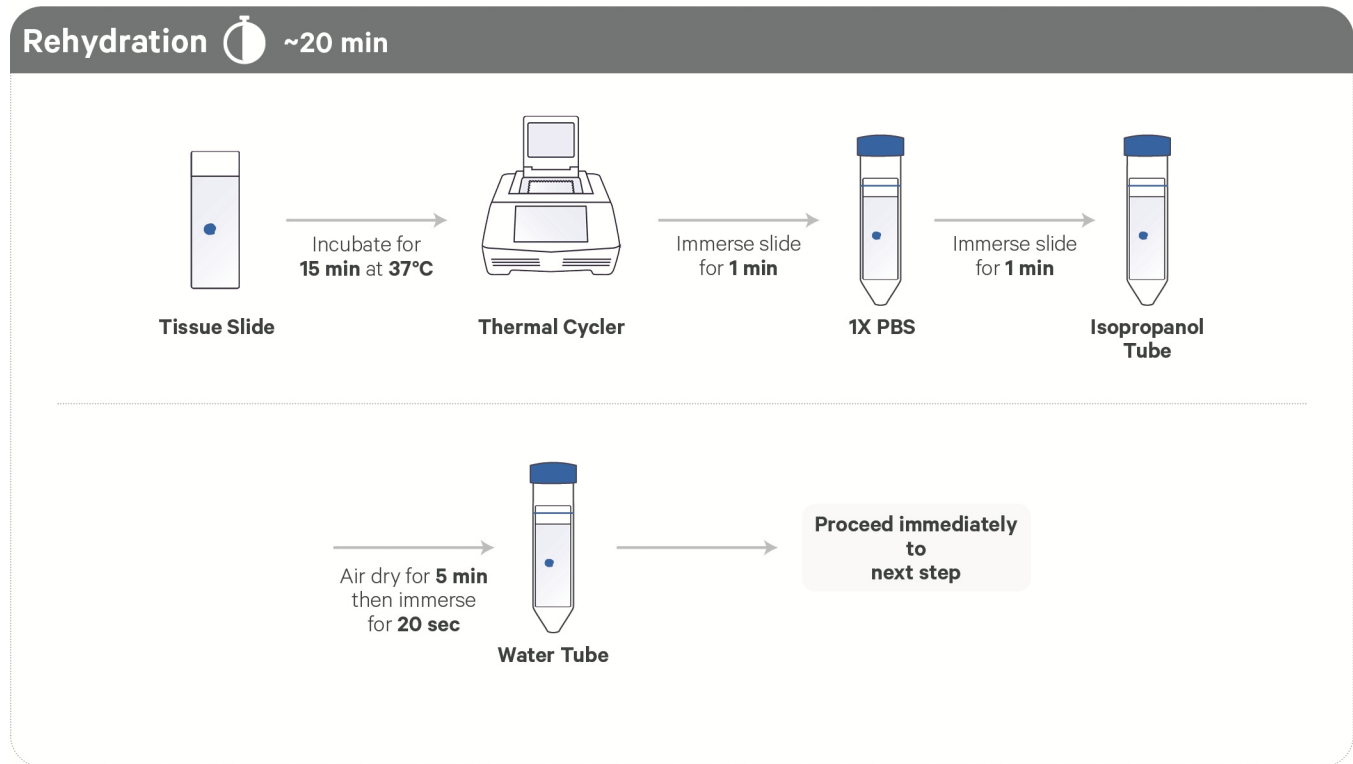 Rehydration ~20 min
Incubate for
15 min at 37°C
Immerse slide
for 1 min
Immerse slide
for 1 min
Tissue Slide
Thermal Cycler
1X PBS
Isopropanol
Tube
Air dry for 5 min
then immerse
for 20 sec
Water Tube
Proceed immediately
to
next step